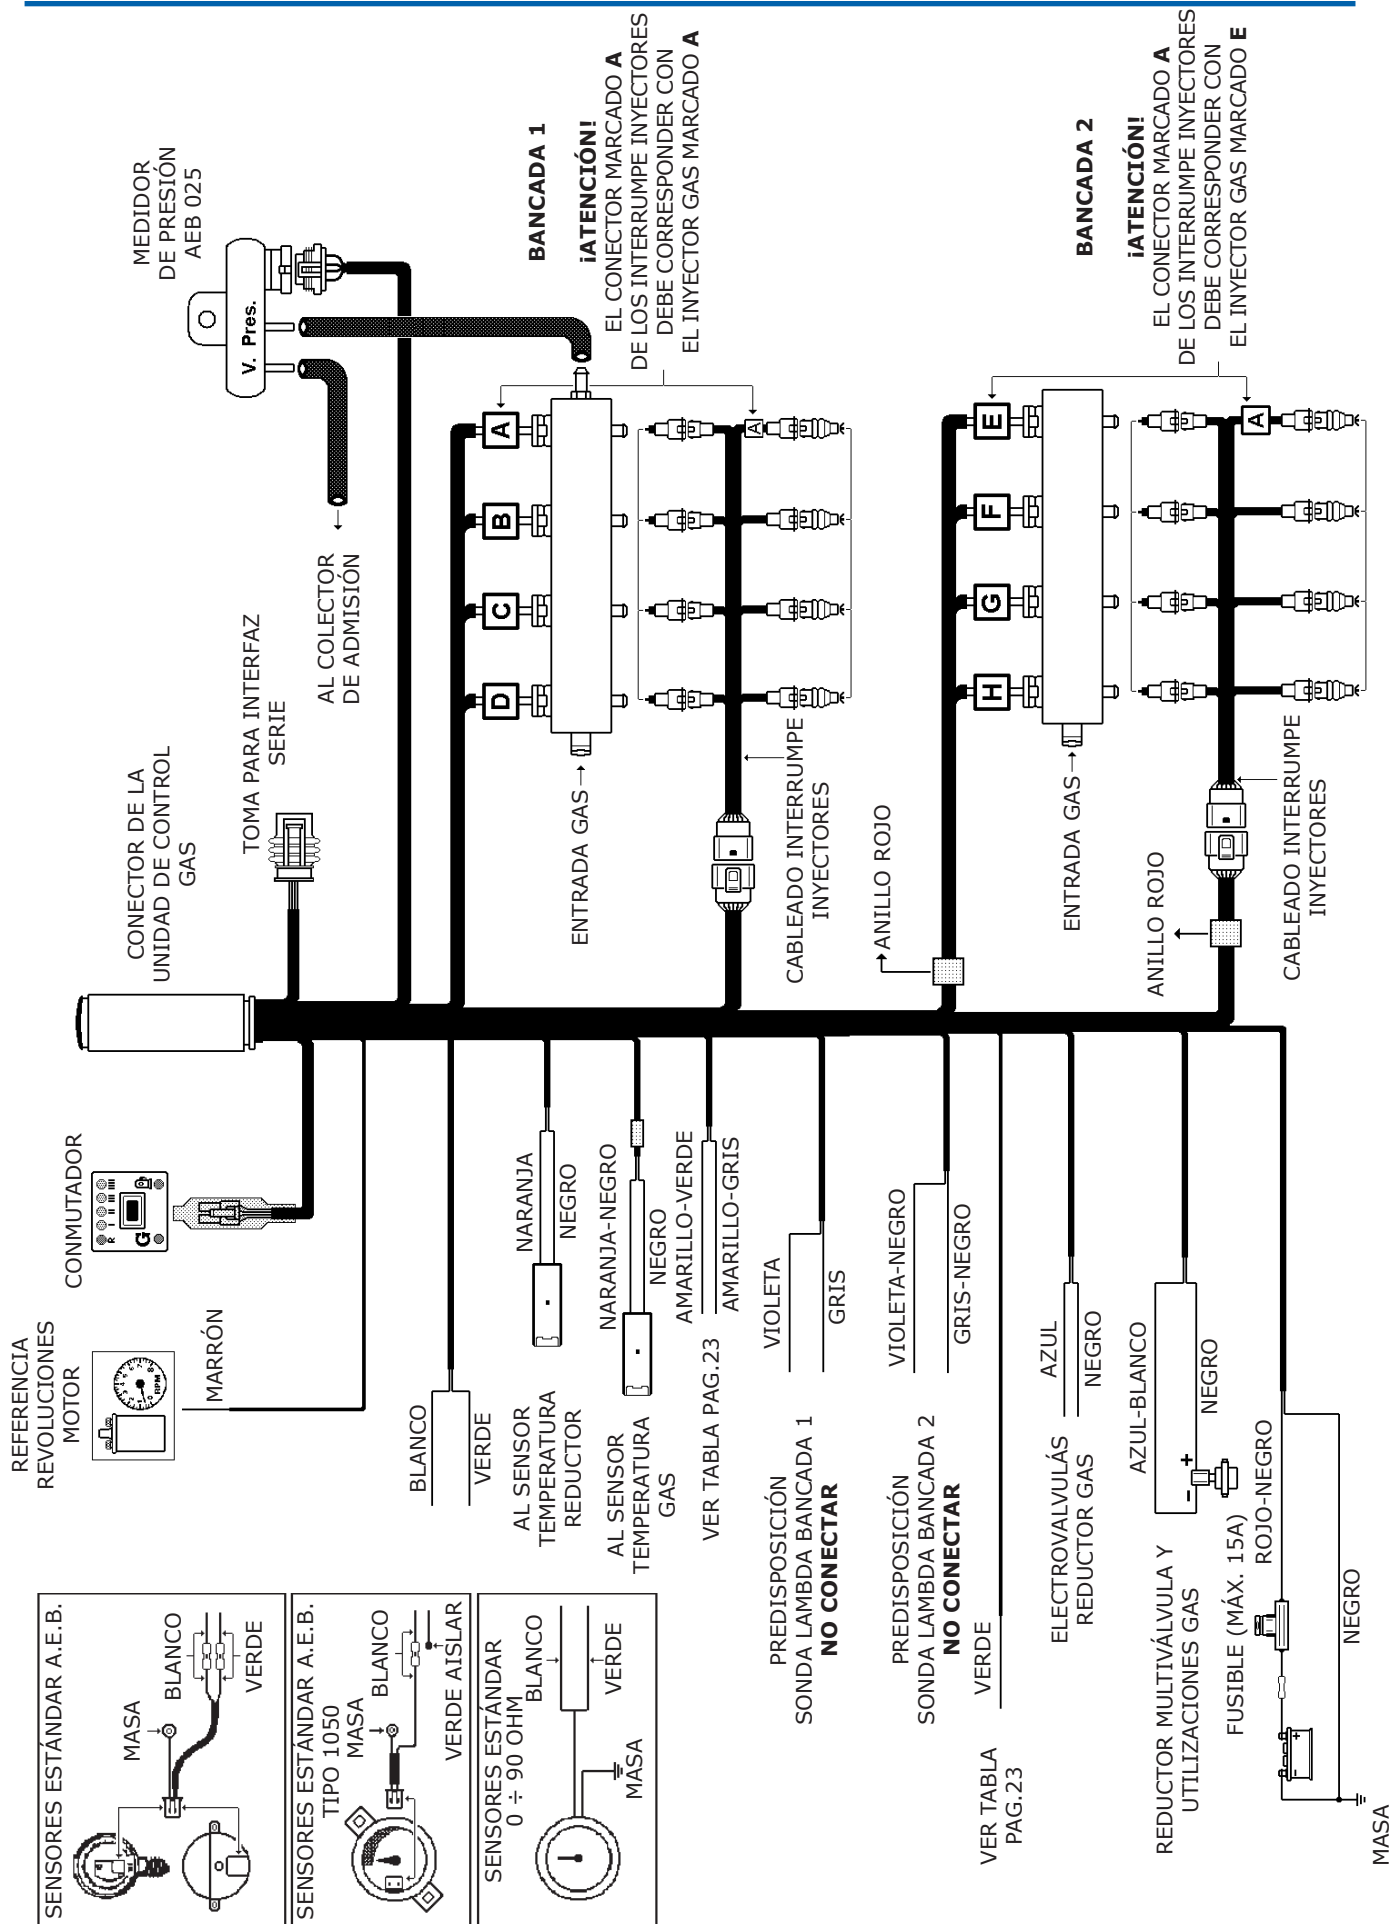 REFERENCIA
REVOLUCIONES
MOTOR
RPM
MARRÓN
CONMUTADOR
R I II III IIII
G
CONECTOR DE LA
UNIDAD DE CONTROL
GAS
TOMA PARA INTERFAZ
SERIE
AL COLECTOR
DE ADMISIÓN
MEDIDOR
DE PRESIÓN
AEB 025
V. Pres.
BANCADA 1
¡ATENCIÓN!
EL CONECTOR MARCADO A
DE LOS INTERRUMPE INYECTORES
DEBE CORRESPONDER CON
EL INYECTOR GAS MARCADO A
D
C
B
A
A
ENTRADA GAS
CABLEADO INTERRUMPE
INYECTORES
ANILLO ROJO
BANCADA 2
¡ATENCIÓN!
EL CONECTOR MARCADO A
DE LOS INTERRUMPE INYECTORES
DEBE CORRESPONDER CON
EL INYECTOR GAS MARCADO E
H
G
F
E
A
ENTRADA GAS
ANILLO ROJO
CABLEADO INTERRUMPE
INYECTORES
SENSORES ESTÁNDAR A.E.B.
MASA
BLANCO
VERDE
SENSORES ESTÁNDAR A.E.B.
TIPO 1050
MASA
BLANCO
VERDE AISLAR
SENSORES ESTÁNDAR
0 ÷ 90 OHM
BLANCO
VERDE
MASA
BLANCO
VERDE
AL SENSOR
TEMPERATURA
REDUCTOR
NARANJA
NEGRO
AL SENSOR
TEMPERATURA
GAS
NARANJA-NEGRO
NEGRO
VER TABLA PAG.23
AMARILLO-VERDE
AMARILLO-GRIS
PREDISPOSICIÓN
SONDA LAMBDA BANCADA 1
NO CONECTAR
VIOLETA
GRIS
PREDISPOSICIÓN
SONDA LAMBDA BANCADA 2
NO CONECTAR
VIOLETA-NEGRO
GRIS-NEGRO
VER TABLA
PAG.23
VERDE
ELECTROVALVULÁS
REDUCTOR GAS
AZUL
NEGRO
REDUCTOR MULTIVÁLVULA Y
UTILIZACIONES GAS
AZUL-BLANCO
NEGRO
- +
FUSIBLE (MÁX. 15A)
ROJO-NEGRO
NEGRO
- +
MASA